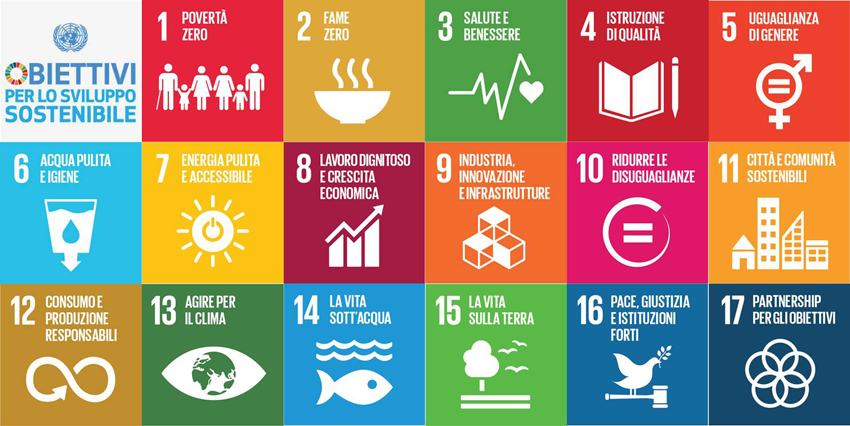 OBIETTIVI
PER LO SVILUPPO
SOSTENIBILE
1 POVERTÀ
ZERO
2 FAME
ZERO
3 SALUTE E
BENESSERE
4 ISTRUZIONE
DI QUALITÀ
5 UGUAGLIANZA
DI GENERE
6 ACQUA PULITA
E IGIENE
7 ENERGIA PULITA
E ACCESSIBILE
8 LAVORO DIGNITOSO
E CRESCITA
ECONOMICA
9 INDUSTRIA,
INNOVAZIONE
E INFRASTRUTTURE
10 RIDURRE LE
DISUGUAGLIANZE
11 CITTÀ E COMUNITÀ
SOSTENIBILI
12 CONSUMO E
PRODUZIONE
RESPONSABILI
13 AGIRE PER
IL CLIMA
14 LA VITA
SOTT'ACQUA
15 LA VITA
SULLA TERRA
16 PACE, GIUSTIZIA
E ISTITUZIONI
FORTI
17 PARTNERSHIP
PER GLI OBIETTIVI